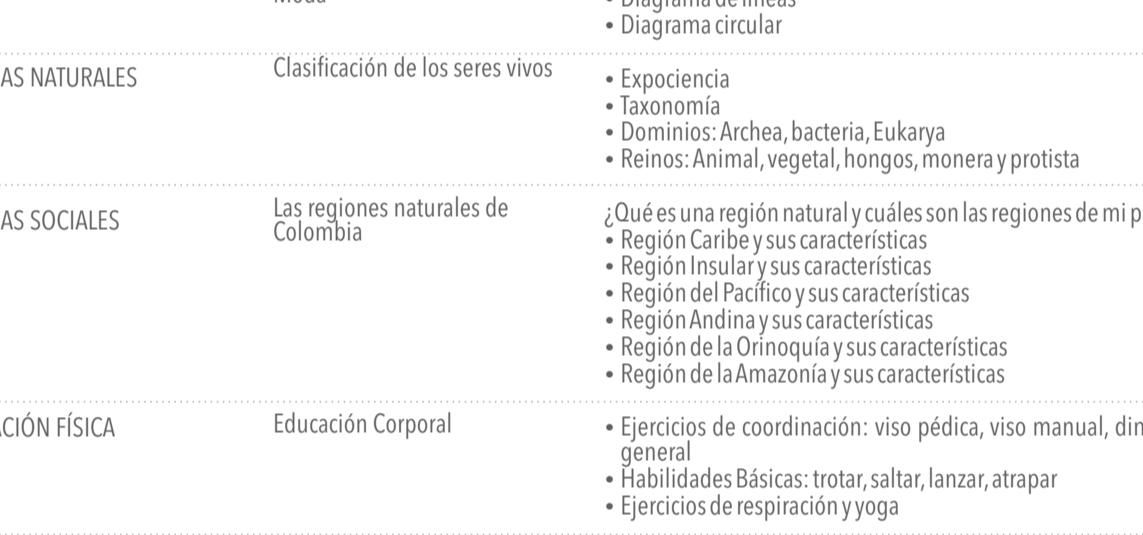 • Diagrama de líneas
• Diagrama circular
AS NATURALES
Clasificación de los seres vivos
• Expociencia
• Taxonomía
• Dominios: Archea, bacteria, Eukarya
• Reinos: Animal, vegetal, hongos, monera y protista
AS SOCIALES
Las regiones naturales de
Colombia
¿Qué es una región natural y cuáles son las regiones de mi p
• Región Caribe y sus características
• Región Insular y sus características
• Región del Pacífico y sus características
• Región Andina y sus características
• Región de la Orinoquía y sus características
• Región de la Amazonía y sus características
ACIÓN FÍSICA
Educación Corporal
• Ejercicios de coordinación: viso pédica, viso manual, din
general
• Habilidades Básicas: trotar, saltar, lanzar, atrapar
• Ejercicios de respiración y yoga